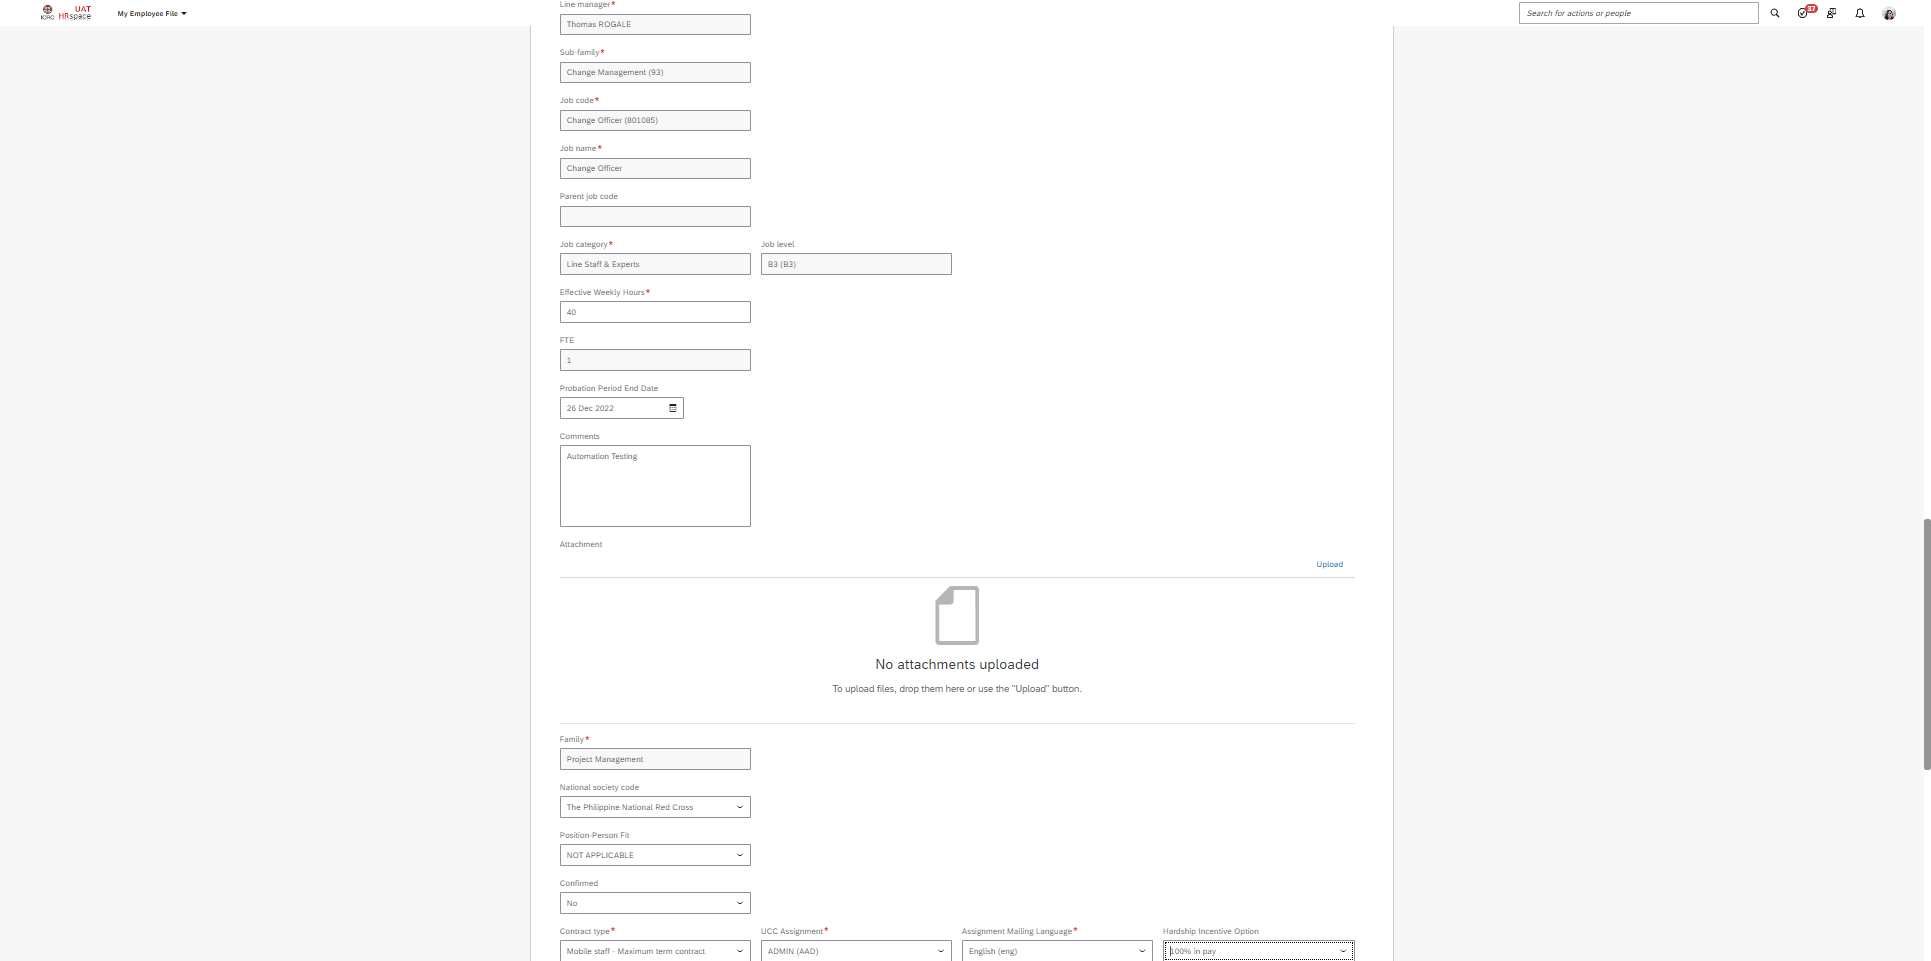 ICRC
UAT
HRspace
My Employee File
Search for actions or people
37
Line manager*
Thomas ROGALE
Sub-family*
Change Management (93)
Job code*
Change Officer (801085)
Job name*
Change Officer
Parent job code
Job category*
Job level
Line Staff & Experts
B3 (B3)
Effective Weekly Hours*
40
FTE
1
Probation Period End Date
26 Dec 2022
Comments
Automation Testing
Attachment
Upload
No attachments uploaded
To upload files, drop them here or use the "Upload" button.
Family*
Project Management
National society code
The Philippine National Red Cross
Position-Person Fit
NOT APPLICABLE
Confirmed
No
Contract type*
UCC Assignment*
Assignment Mailing Language*
Hardship Incentive Option
Mobile staff - Maximum term contract
ADMIN (AAD)
English (eng)
100% in pay